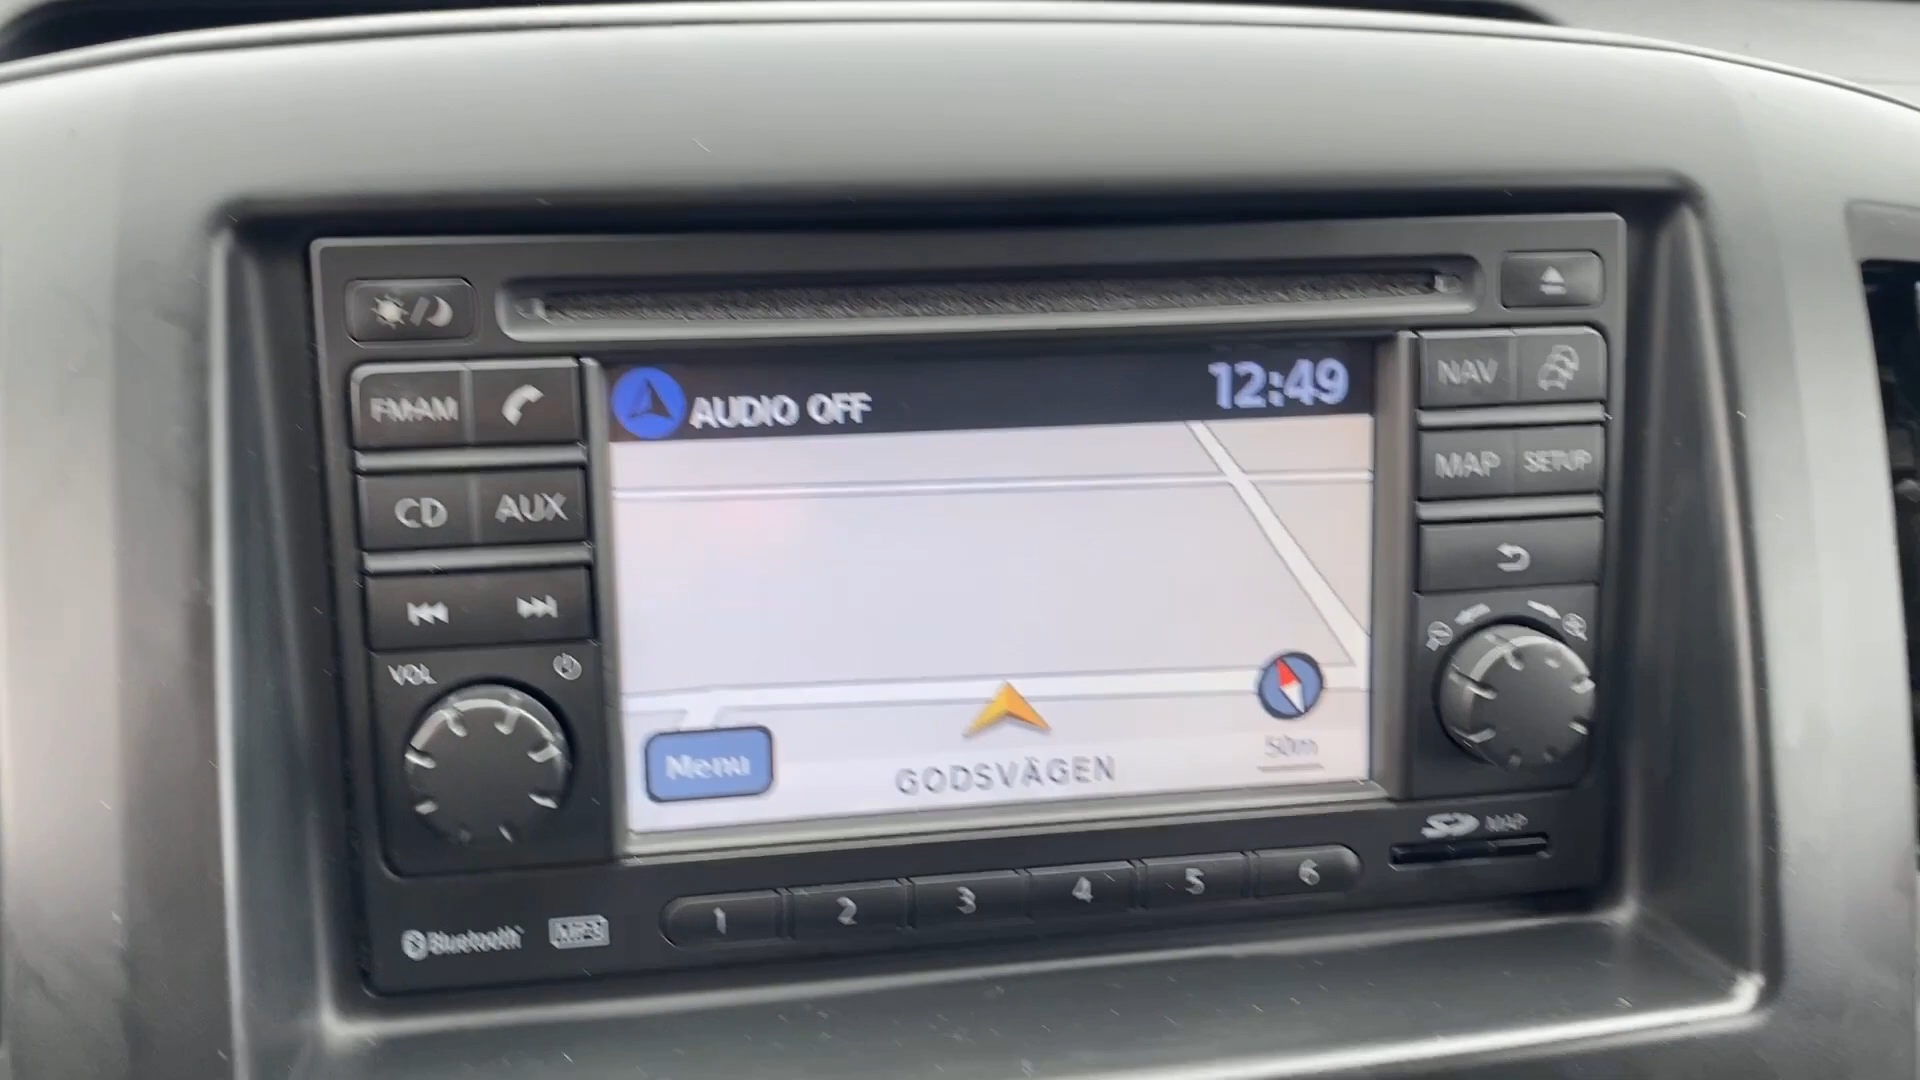 FM·AM
CD AUX
VOL
AUDIO OFF 12:49
Menu
GODSVÄGEN
50m
NAV
MAP SETUP
SD MAP
1 2 3 4 5 6
Bluetooth MP3